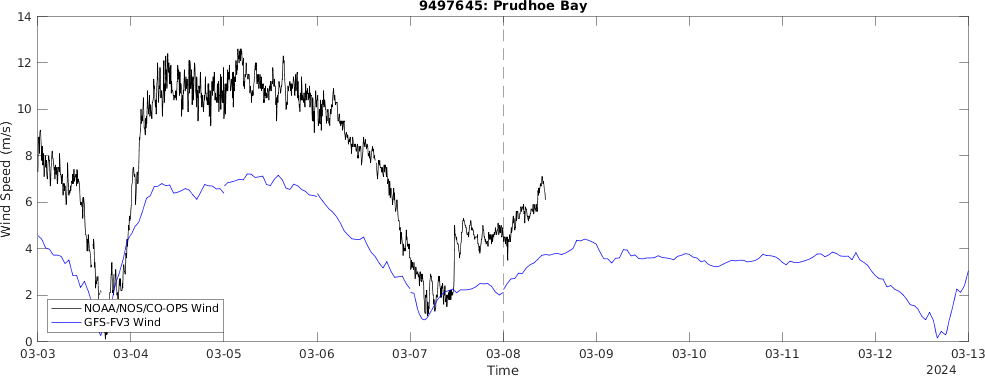 9497645: Prudhoe Bay
14
12
10
8
6
4
2
0
Wind Speed (m/s)
NOAA/NOS/CO-OPS Wind
GFS-FV3 Wind
03-03 03-04 03-05 03-06 03-07 03-08 03-09 03-10 03-11 03-12 03-13
Time
2024